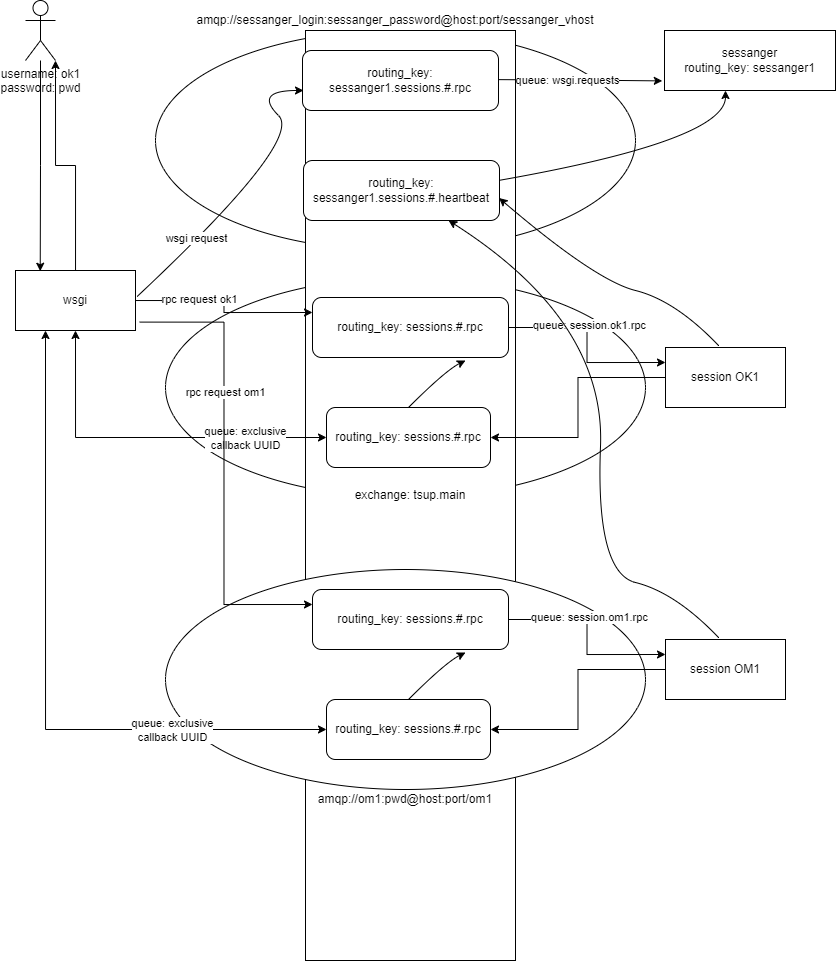 amqp://sessanger_login:sessanger_password@host:port/sessanger_vhost
username: ok1
password: pwd
routing_key:
sessanger1.sessions.#.rpc
queue: wsgi.requests
sessanger
routing_key: sessanger1
routing_key:
sessanger1.sessions.#.heartbeat
wsgi request
wsgi
rpc request ok1
routing_key: sessions.#.rpc
queue: session.ok1.rpc
session OK1
rpc request om1
queue: exclusive
callback UUID
routing_key: sessions.#.rpc
exchange: tsup.main
routing_key: sessions.#.rpc
queue: session.om1.rpc
session OM1
queue: exclusive
callback UUID
routing_key: sessions.#.rpc
amqp://om1:pwd@host:port/om1